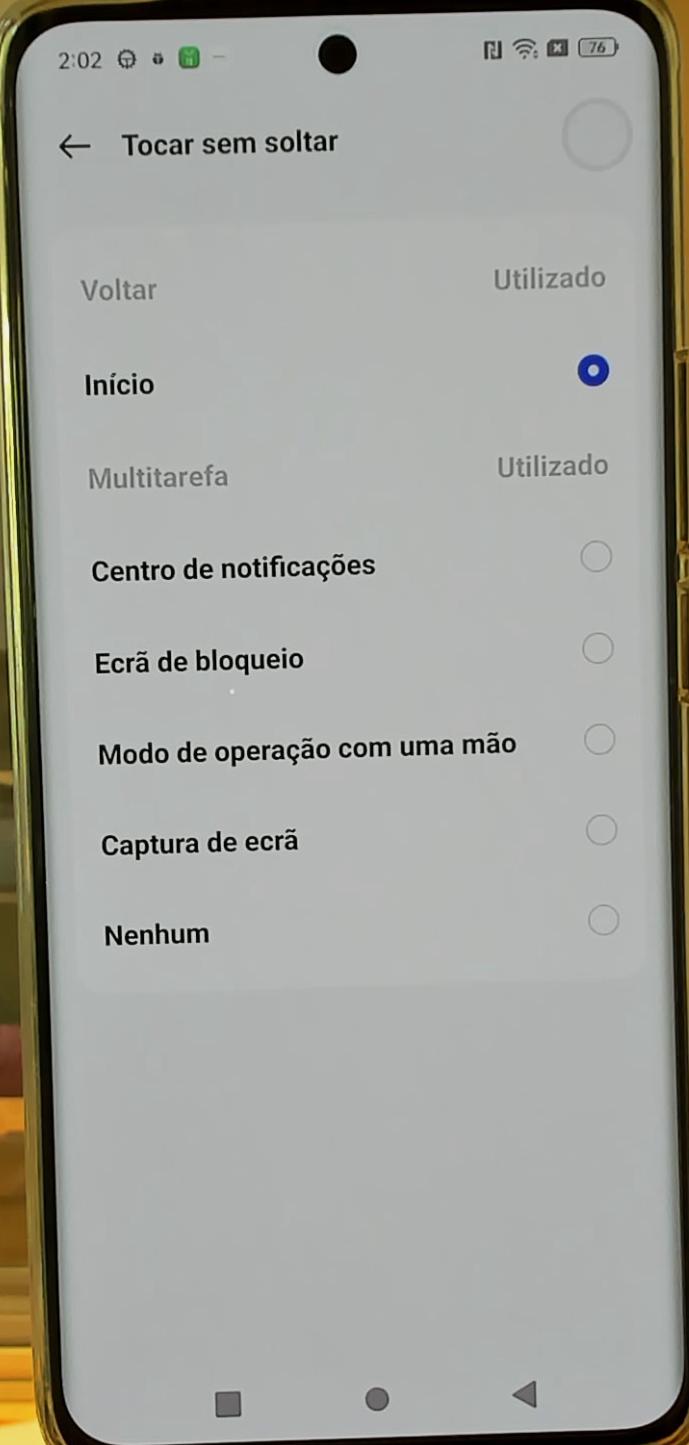 2:02
76
Tocar sem soltar
Voltar
Utilizado
Início
Multitarefa
Utilizado
Centro de notificações
Ecrã de bloqueio
Modo de operação com uma mão
Captura de ecrã
Nenhum